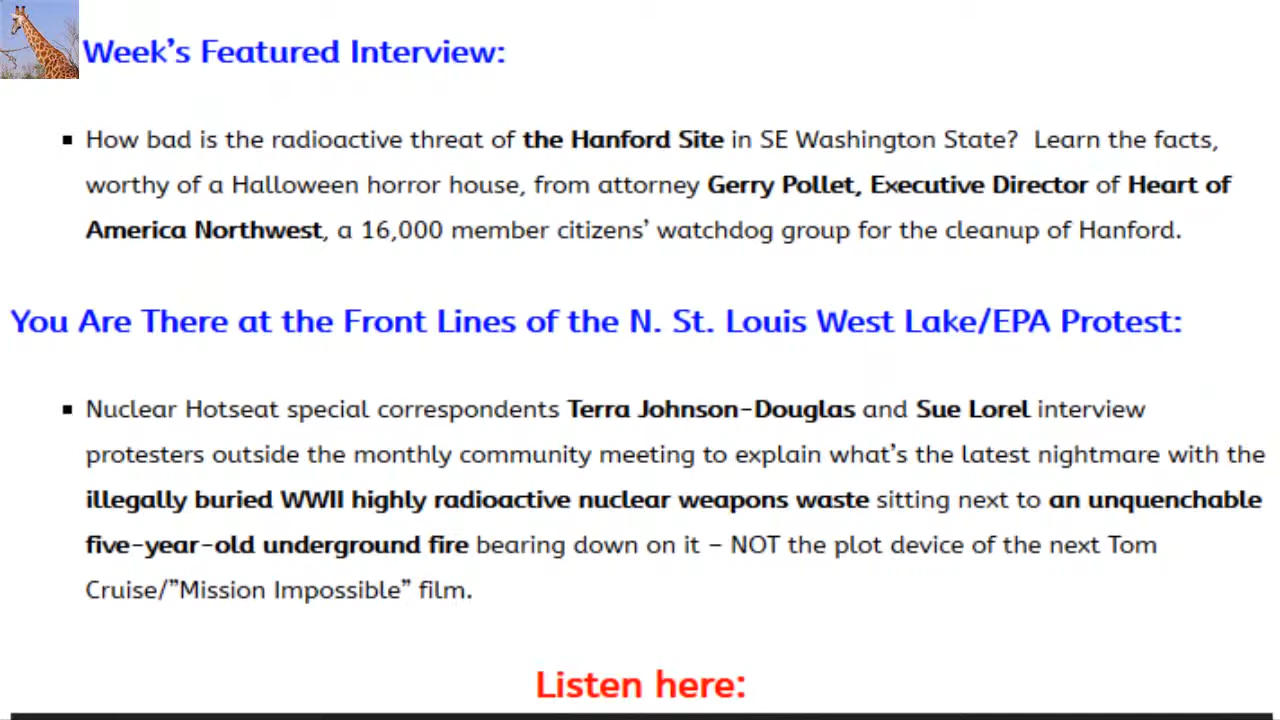 Week’s Featured Interview:
How bad is the radioactive threat of the Hanford Site in SE Washington State?  Learn the facts,
worthy of a Halloween horror house, from attorney Gerry Pollet, Executive Director of Heart of
America Northwest, a 16,000 member citizens’ watchdog group for the cleanup of Hanford.
You Are There at the Front Lines of the N. St. Louis West Lake/EPA Protest:
Nuclear Hotseat special correspondents Terra Johnson-Douglas and Sue Lorel interview
protesters outside the monthly community meeting to explain what’s the latest nightmare with the
illegally buried WWII highly radioactive nuclear weapons waste sitting next to an unquenchable
five-year-old underground fire bearing down on it – NOT the plot device of the next Tom
Cruise/”Mission Impossible” film.
Listen here: